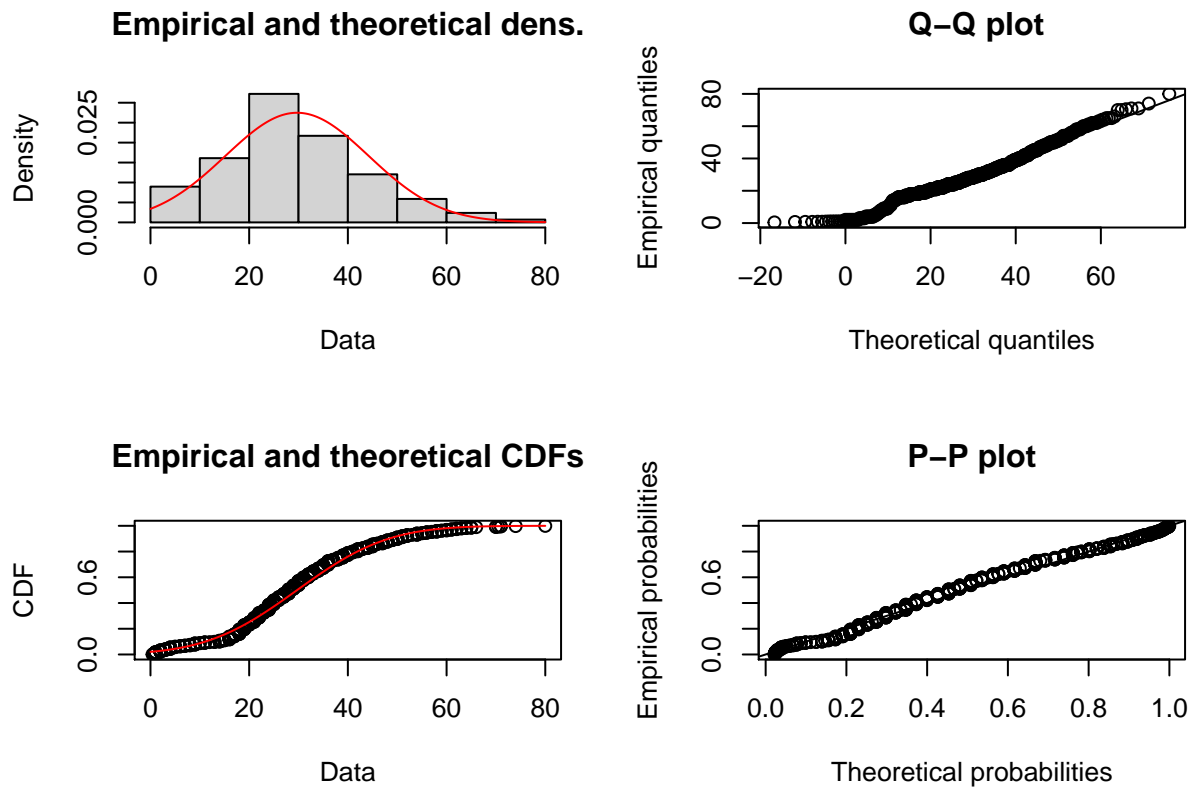 Empirical and theoretical dens.
Density
0.000
0.025
0
20
40
60
80
Data
Q−Q plot
Empirical quantiles
0
40
80
−20
0
20
40
60
Theoretical quantiles
Empirical and theoretical CDFs
CDF
0.0
0.6
0
20
40
60
80
Data
P−P plot
Empirical probabilities
0.0
0.6
0.0
0.2
0.4
0.6
0.8
1.0
Theoretical probabilities